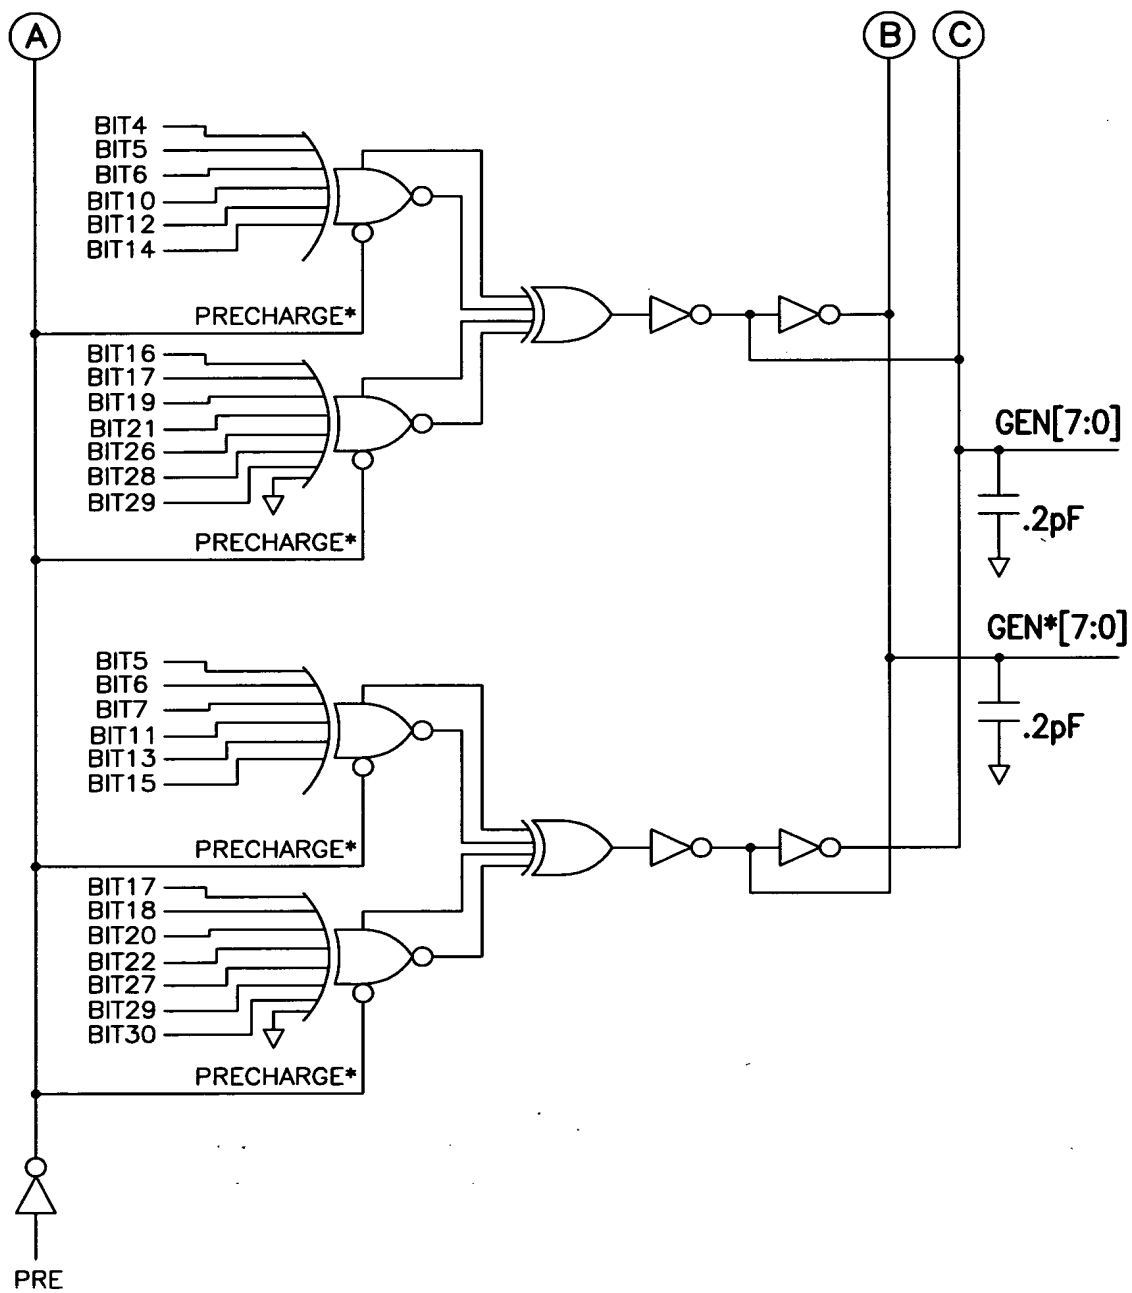 A
B
C
BIT4
BIT5
BIT6
BIT10
BIT12
BIT14
PRECHARGE*
BIT16
BIT17
BIT19
BIT21
BIT26
BIT28
BIT29
PRECHARGE*
GEN[7:0]
.2pF
GEN*[7:0]
.2pF
BIT5
BIT6
BIT7
BIT11
BIT13
BIT15
PRECHARGE*
BIT17
BIT18
BIT20
BIT22
BIT27
BIT29
BIT30
PRECHARGE*
PRE